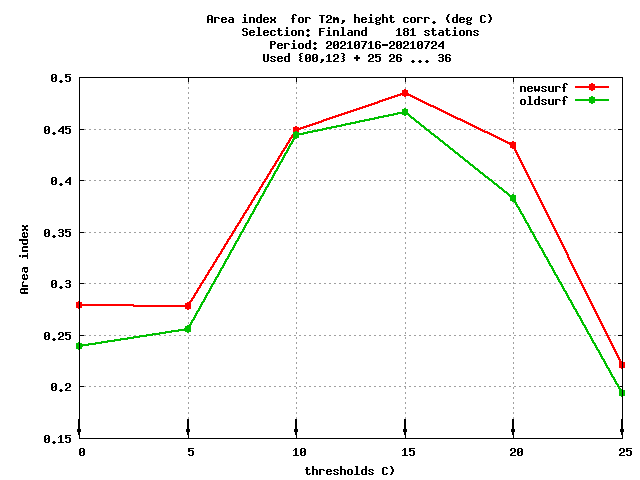 Area index  for T2m, height corr. (deg C)
Selection: Finland    181 stations
Period: 20210716-20210724
Used {00,12} + 25 26 ... 36
newsurf
oldsurf
0.5
0.45
0.4
0.35
0.3
0.25
0.2
0.15
Area index
0 5 10 15 20 25
thresholds C)